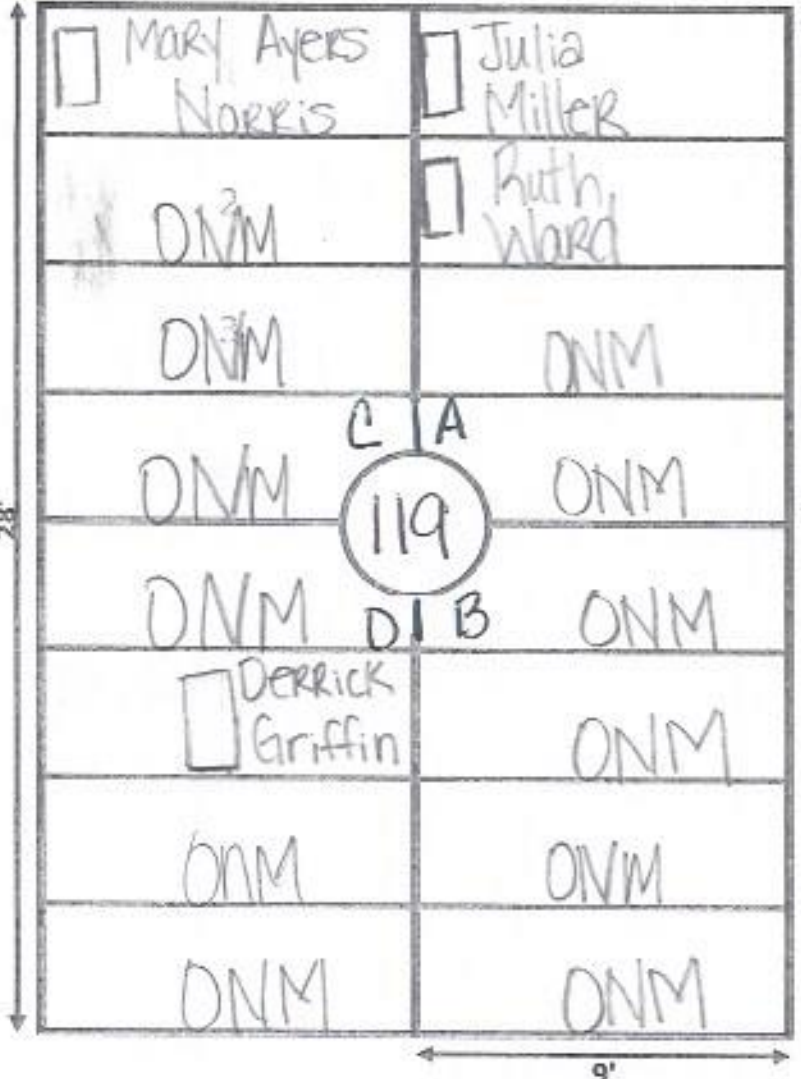 Mary Ayers
Norris
Julia
Miller
ONM
Ruth
Ward
ONM
ONM
C A
ONM
ONM
119
28'
ONM
D B
ONM
Derrick
Griffin
ONM
ONM
ONM
ONM
ONM
9'